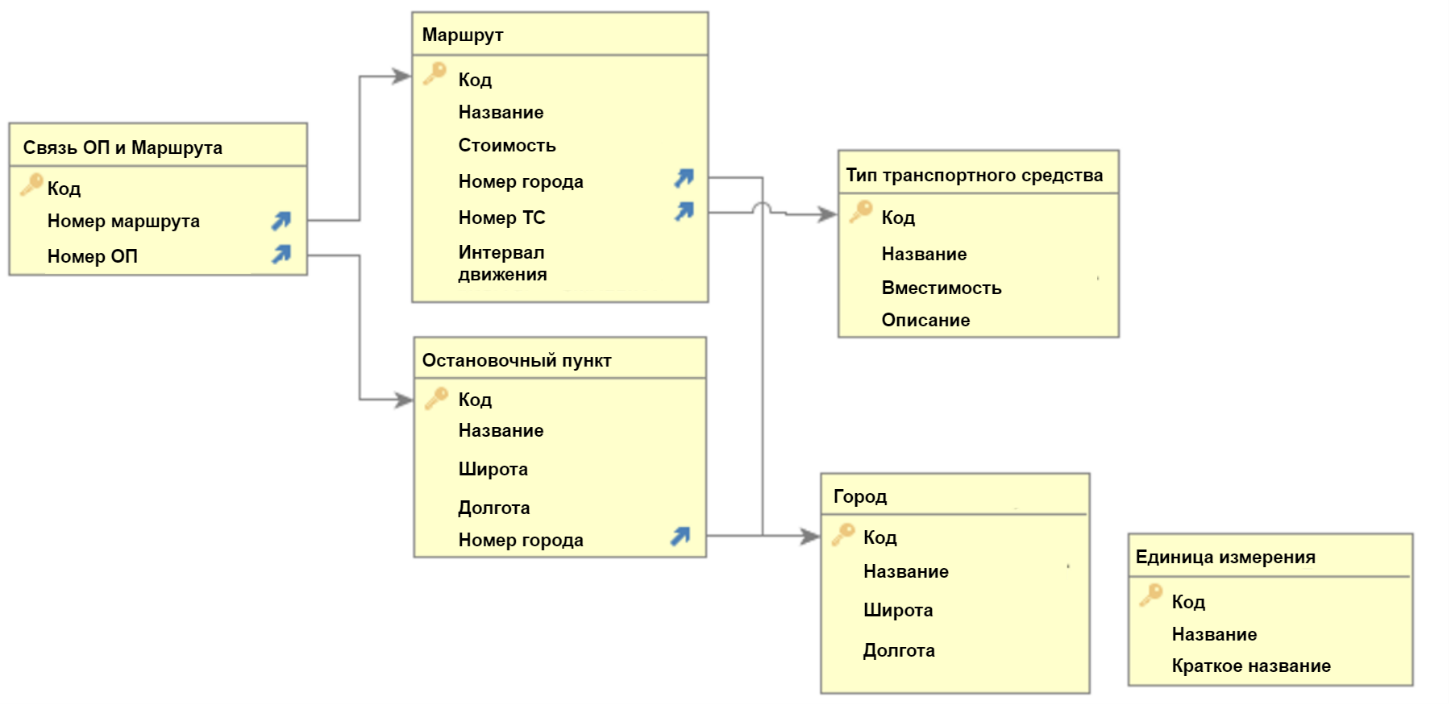 Маршрут
Код
Название
Стоимость
Номер города
Номер ТС
Интервал
движения
Связь ОП и Маршрута
Код
Номер маршрута
Номер ОП
Тип транспортного средства
Код
Название
Вместимость
Описание
Остановочный пункт
Код
Название
Широта
Долгота
Номер города
Город
Код
Название
Широта
Долгота
Единица измерения
Код
Название
Краткое название